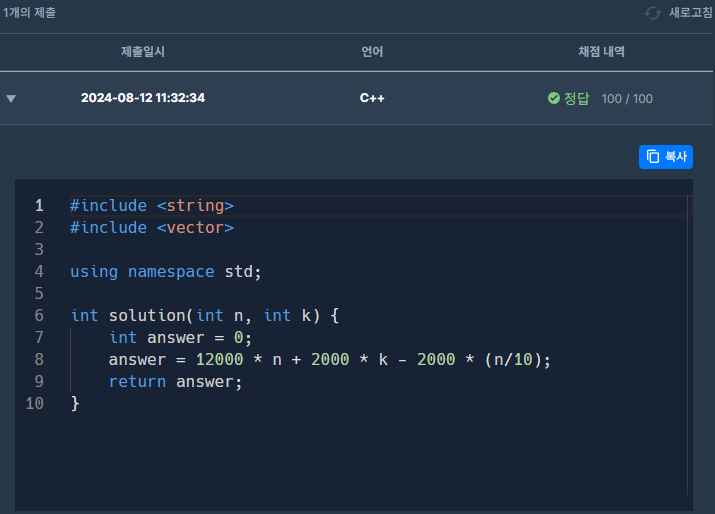 1개의 제출 새로고침
제출일시 언어 채점 내역
2024-08-12 11:32:34 C++ 정답 100 / 100
복사
1 #include <string>
2 #include <vector>
3
4 using namespace std;
5
6 int solution(int n, int k) {
7     int answer = 0;
8     answer = 12000 * n + 2000 * k - 2000 * (n/10);
9     return answer;
10 }